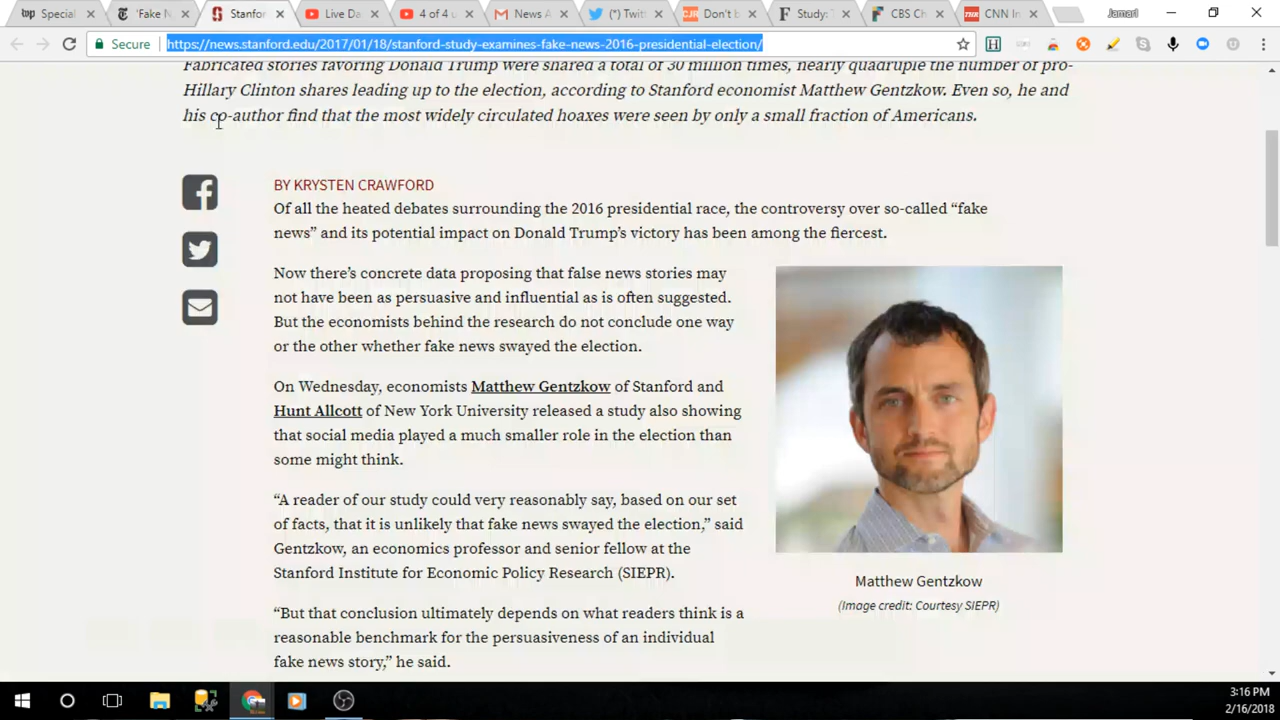 wp Special
'Fake N
Stanfor
Live Da
4 of 4 u
News A
(*) Twit
CJR Don't b
F Study:
CBS Ch
THR CNN In
Jamarl
Secure https://news.stanford.edu/2017/01/18/stanford-study-examines-fake-news-2016-presidential-election/
Fabricated stories favoring Donald Trump were shared a total of 30 million times, nearly quadruple the number of pro-
Hillary Clinton shares leading up to the election, according to Stanford economist Matthew Gentzkow. Even so, he and
his co-author find that the most widely circulated hoaxes were seen by only a small fraction of Americans.
BY KRYSTEN CRAWFORD
Of all the heated debates surrounding the 2016 presidential race, the controversy over so-called “fake
news” and its potential impact on Donald Trump’s victory has been among the fiercest.
Now there’s concrete data proposing that false news stories may
not have been as persuasive and influential as is often suggested.
But the economists behind the research do not conclude one way
or the other whether fake news swayed the election.
On Wednesday, economists Matthew Gentzkow of Stanford and
Hunt Allcott of New York University released a study also showing
that social media played a much smaller role in the election than
some might think.
“A reader of our study could very reasonably say, based on our set
of facts, that it is unlikely that fake news swayed the election,” said
Gentzkow, an economics professor and senior fellow at the
Stanford Institute for Economic Policy Research (SIEPR).
“But that conclusion ultimately depends on what readers think is a
reasonable benchmark for the persuasiveness of an individual
fake news story,” he said.
Matthew Gentzkow
(Image credit: Courtesy SIEPR)
3:16 PM
2/16/2018